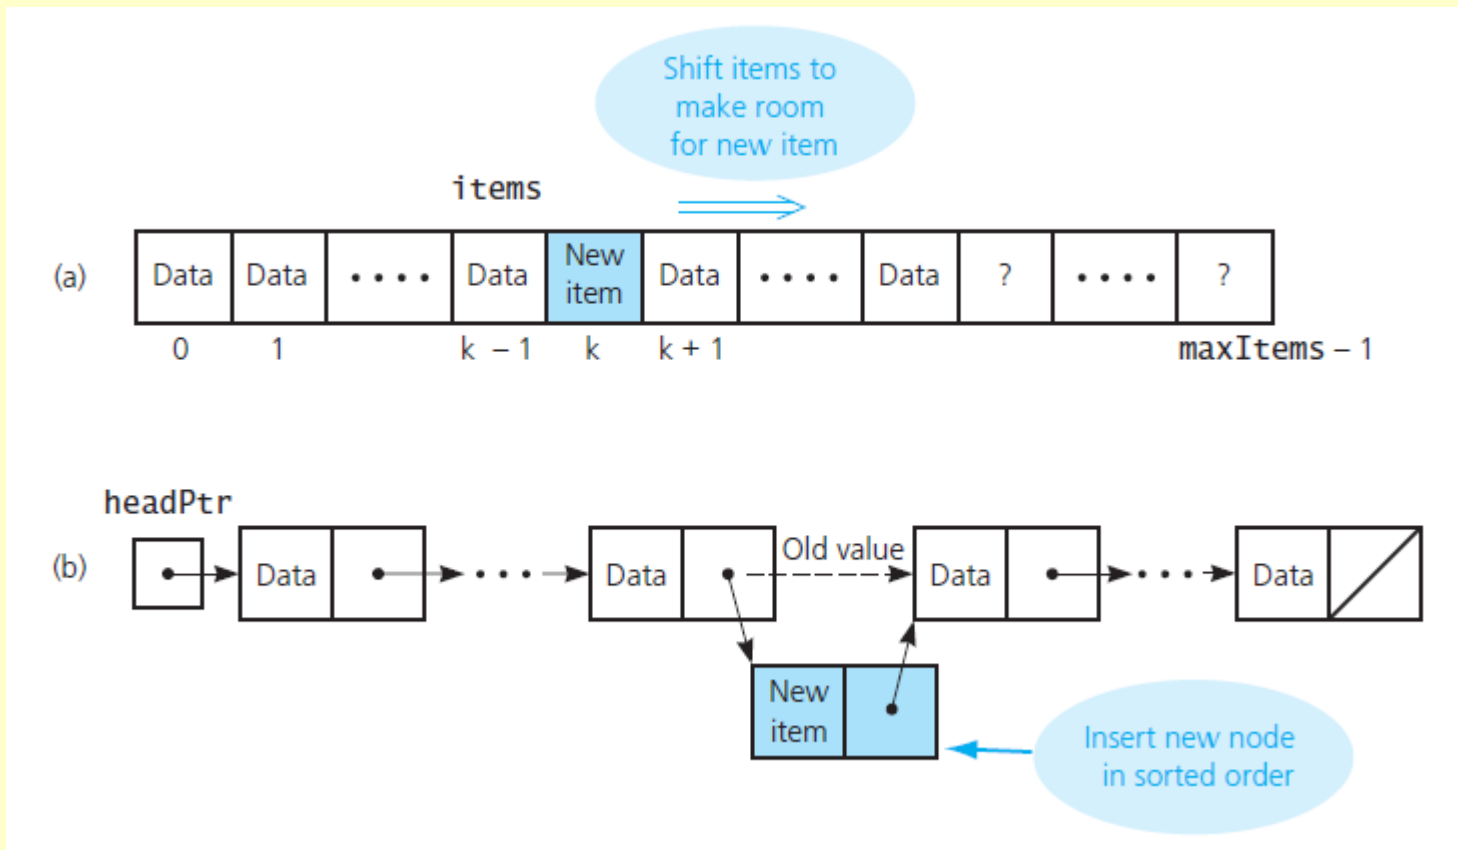 Shift items to
make room
for new item
items
(a)
Data Data •••• Data New item Data •••• Data ? •••• ?
0 1 k – 1 k k + 1 maxItems – 1
headPtr
(b)
Data ••• Data Old value Data ••• Data
New
item
Insert new node
in sorted order